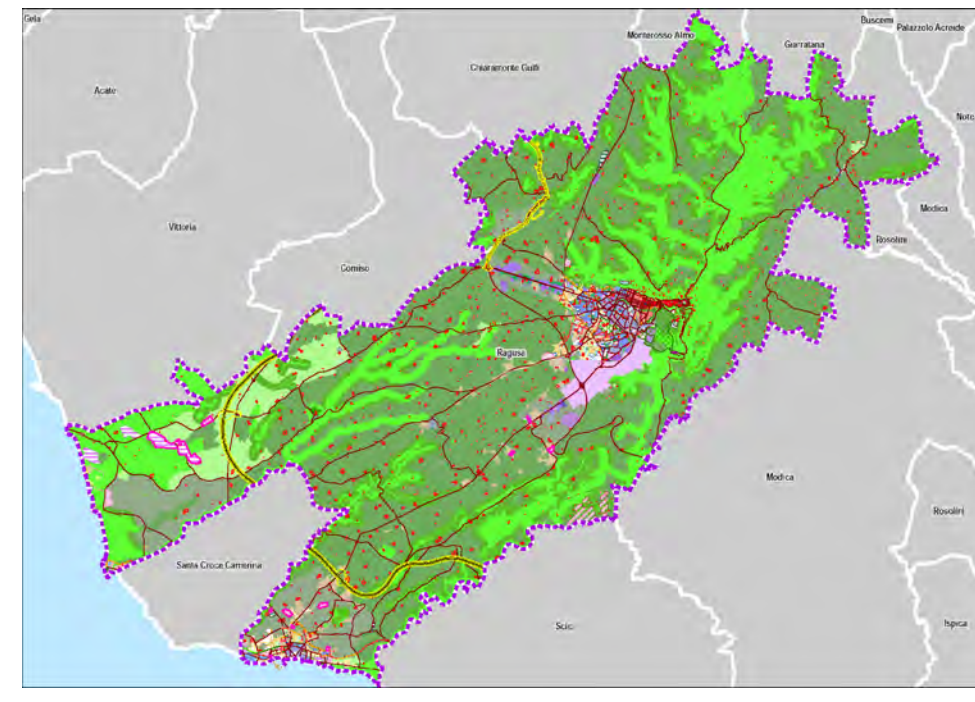 Gela
Buscemi
Palazzolo Acreide
Monterosso Almo
Giarratana
Chiaramonte Gulfi
Acate
Noto
Modica
Vittoria
Rosolini
Comiso
Ragusa
Modica
Rosolini
Santa Croce Camerina
Scicli
Ispica